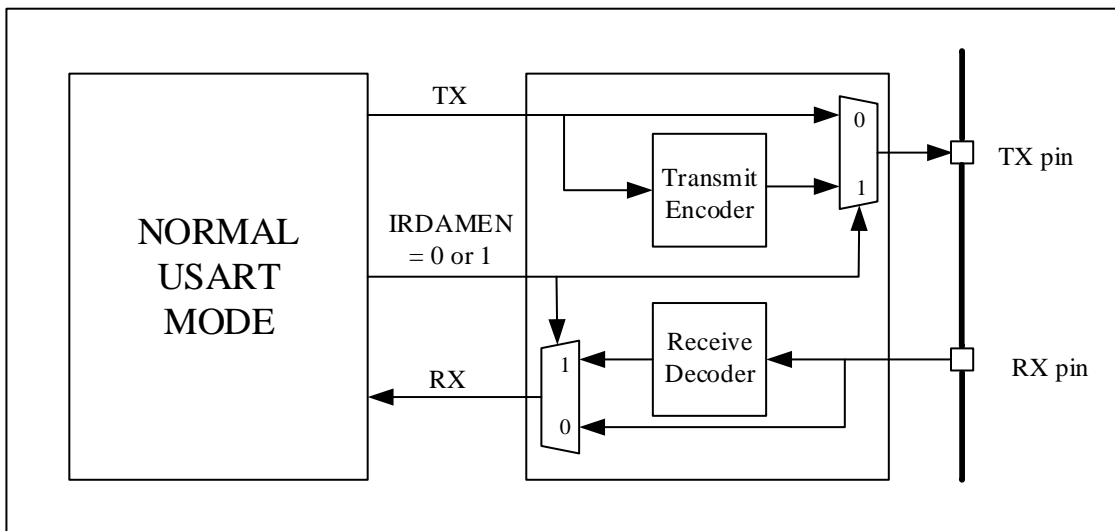 TX
0
Transmit
Encoder
1
TX pin
NORMAL
USART
MODE
IRDAMEN
= 0 or 1
Receive
Decoder
1
RX
0
RX pin